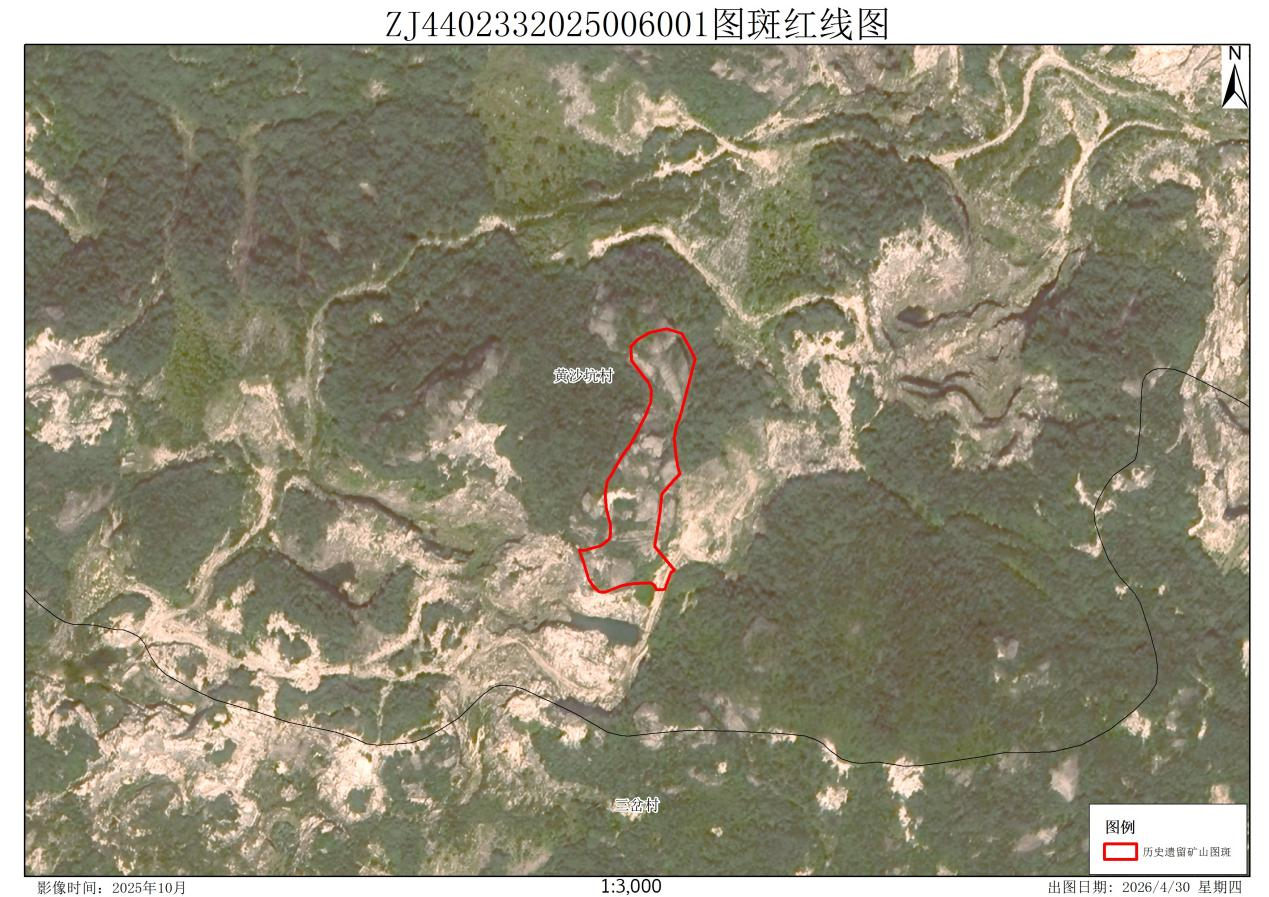 ZJ4402332025006001图斑红线图
N
黄沙坑村
三岔村
图例
历史遗留矿山图斑
影像时间：2025年10月
1:3,000
出图日期: 2026/4/30 星期四